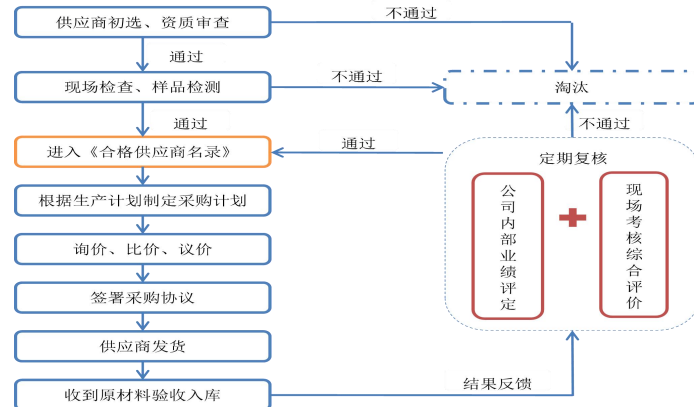 供应商初选、资质审查
不通过
通过
现场检查、样品检测
不通过
淘汰
通过
不通过
进入《合格供应商名录》
通过
定期复核
根据生产计划制定采购计划
公司内部业绩评定
现场考核综合评价
询价、比价、议价
签署采购协议
供应商发货
结果反馈
收到原材料验收入库